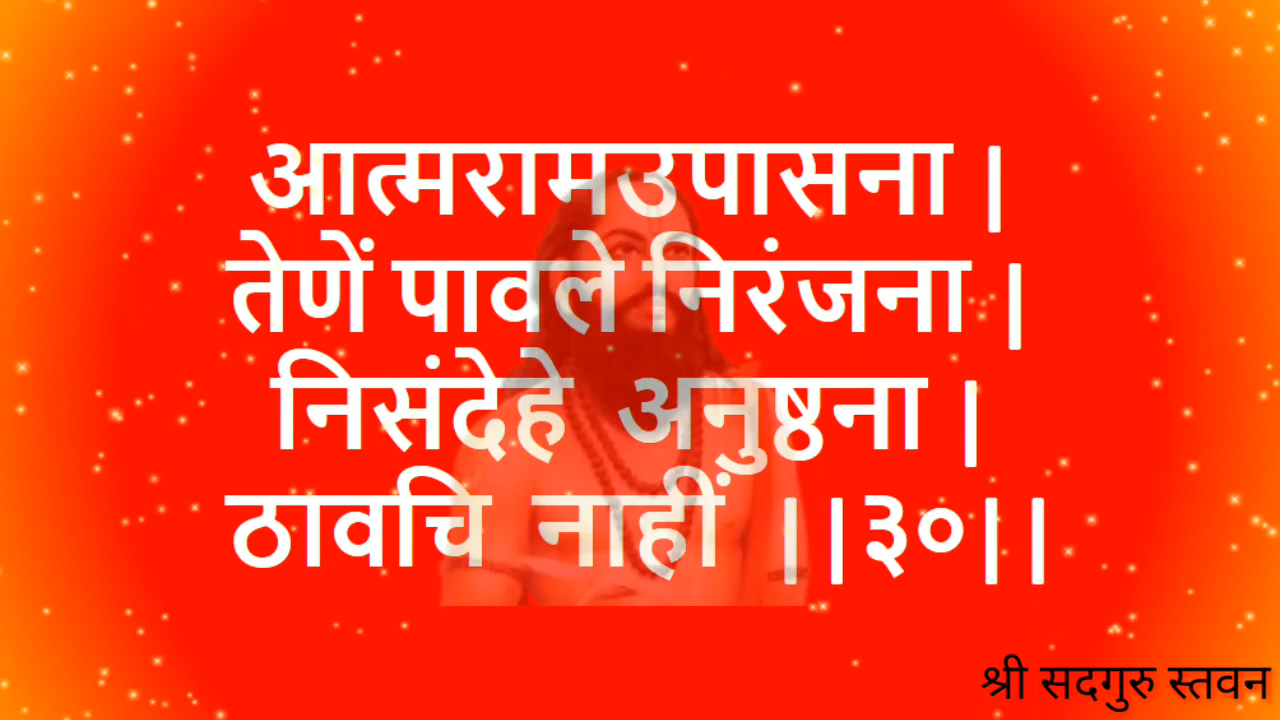 आत्मरामउपासना |
तेणें पावले निरंजना |
निसंदेहे अनुष्ठना |
ठावचि नाहीं ||३०||
श्री सदगुरु स्तवन